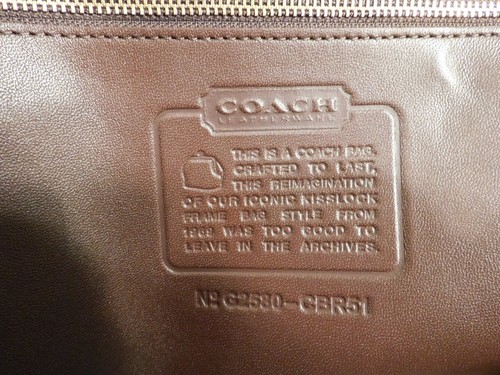 COACH
LEATHERWARE
THIS IS A COACH BAG.
CRAFTED TO LAST,
THIS REIMAGINATION
OF OUR ICONIC KISSLOCK
FRAME BAG STYLE FROM
1969 WAS TOO GOOD TO
LEAVE IN THE ARCHIVES.
Nº G2580-CBR51